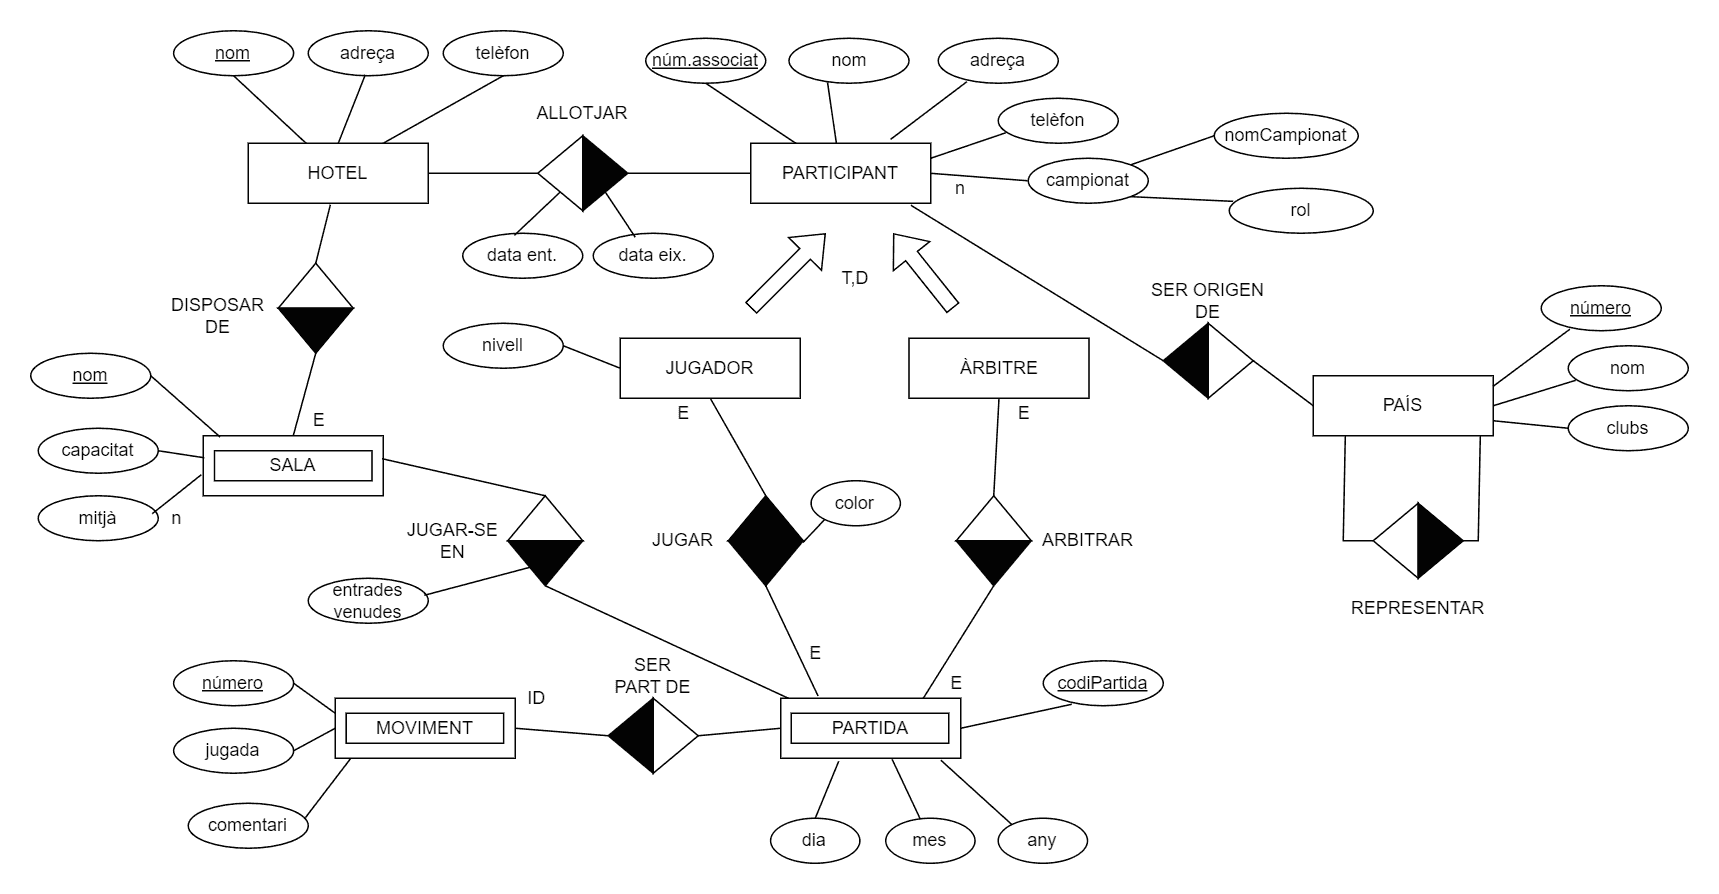 nom
adreça
telèfon
núm.associat
nom
adreça
ALLOTJAR
telèfon
nomCampionat
HOTEL
PARTICIPANT
campionat
n
rol
data ent.
data eix.
T,D
DISPOSAR
DE
SER ORIGEN
DE
número
nivell
JUGADOR
ÀRBITRE
nom
nom
PAÍS
clubs
E
E
E
capacitat
SALA
mitjà
n
color
JUGAR-SE
EN
JUGAR
ARBITRAR
entrades
venudes
REPRESENTAR
E
SER
PART DE
E
número
ID
codiPartida
MOVIMENT
PARTIDA
jugada
comentari
dia
mes
any